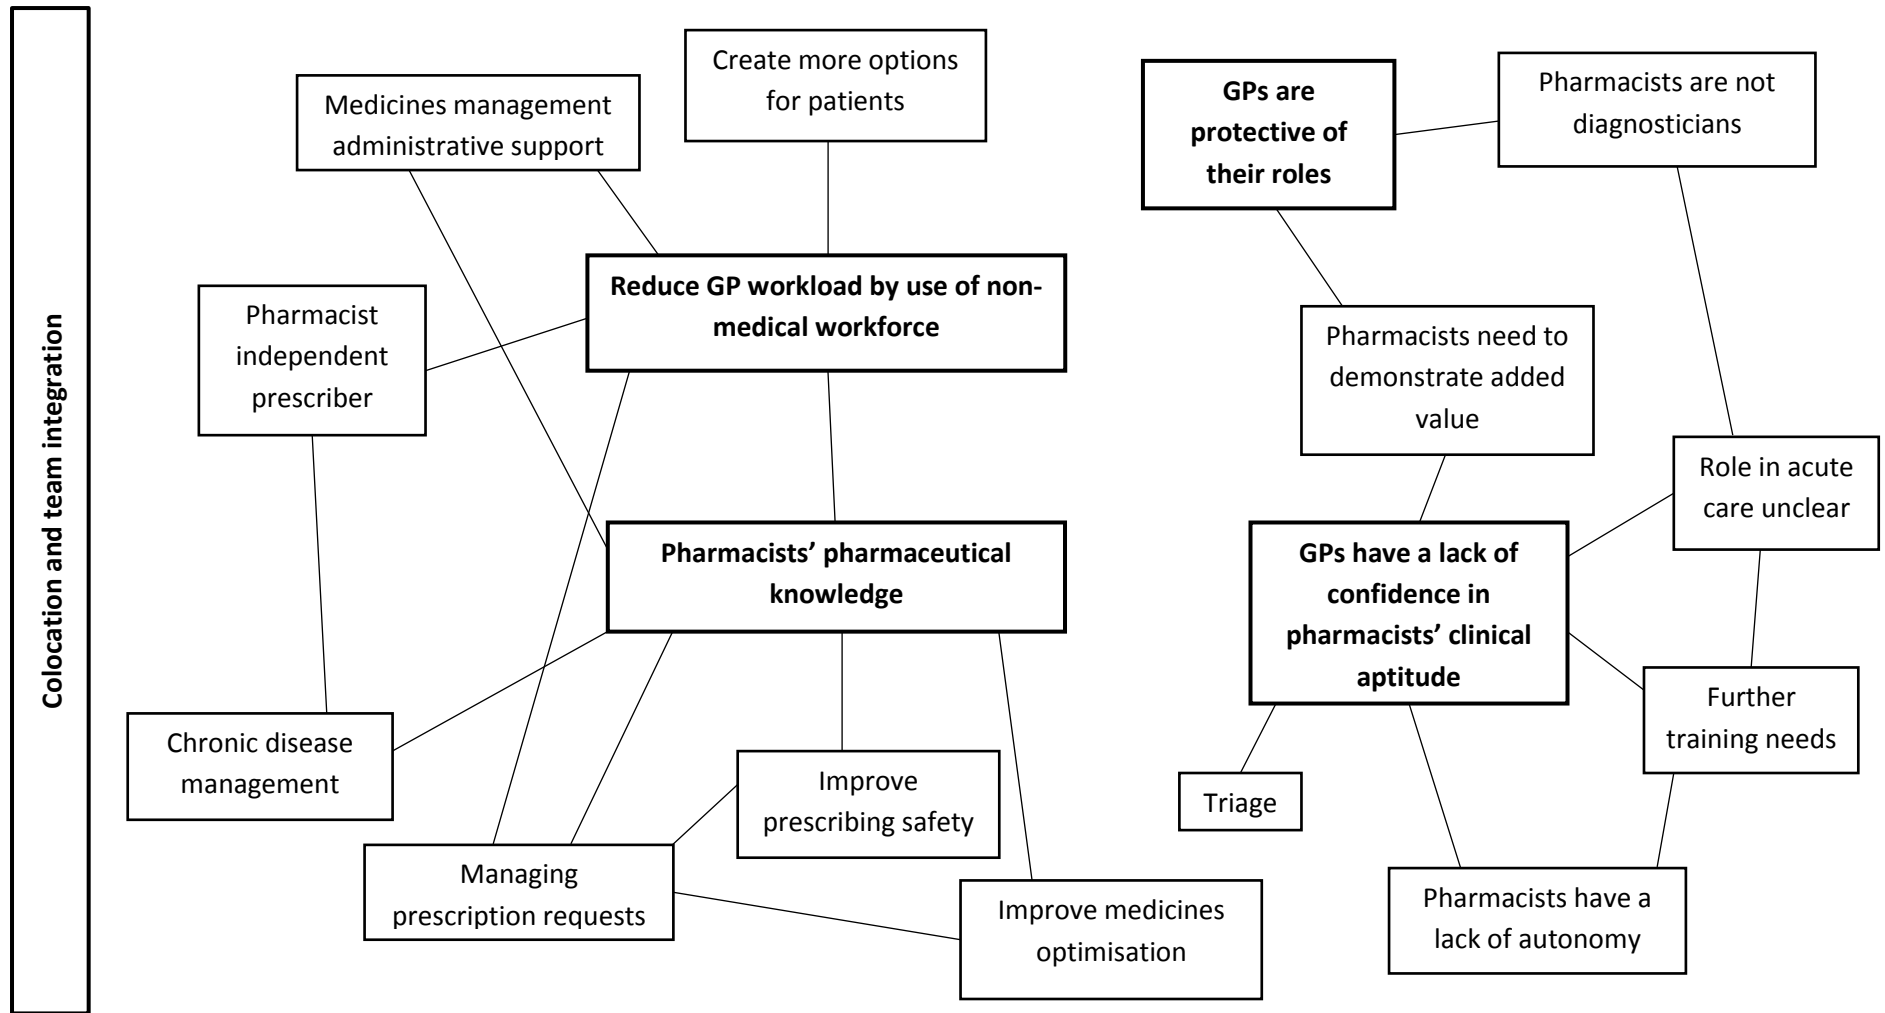 Colocation and team integration
Medicines management
administrative support
Create more options
for patients
Reduce GP workload by use of non-
medical workforce
Pharmacist
independent
prescriber
Pharmacists’ pharmaceutical
knowledge
Chronic disease
management
Improve
prescribing safety
Managing
prescription requests
Improve medicines
optimisation
GPs are
protective of
their roles
Pharmacists are not
diagnosticians
Pharmacists need to
demonstrate added
value
Role in acute
care unclear
GPs have a lack of
confidence in
pharmacists’ clinical
aptitude
Further
training needs
Triage
Pharmacists have a
lack of autonomy